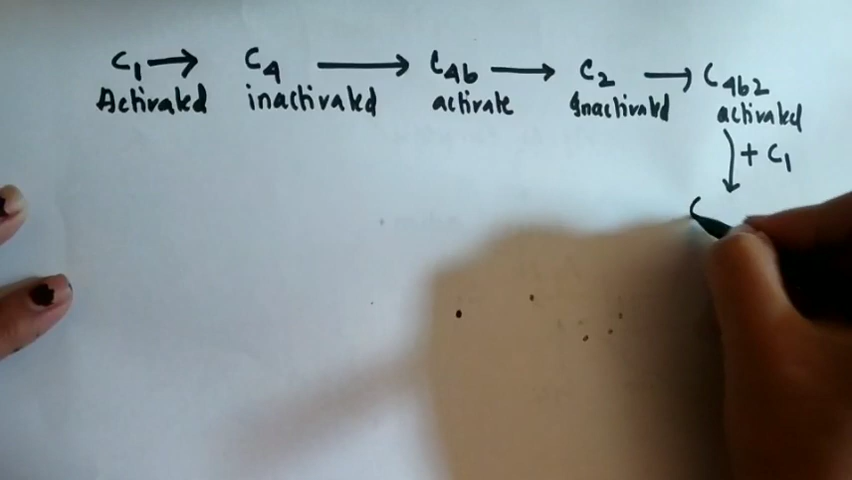 C1 → C4 → C4b → C2 → C4b2
Activated inactivated activate inactivated activated
+ C1
C